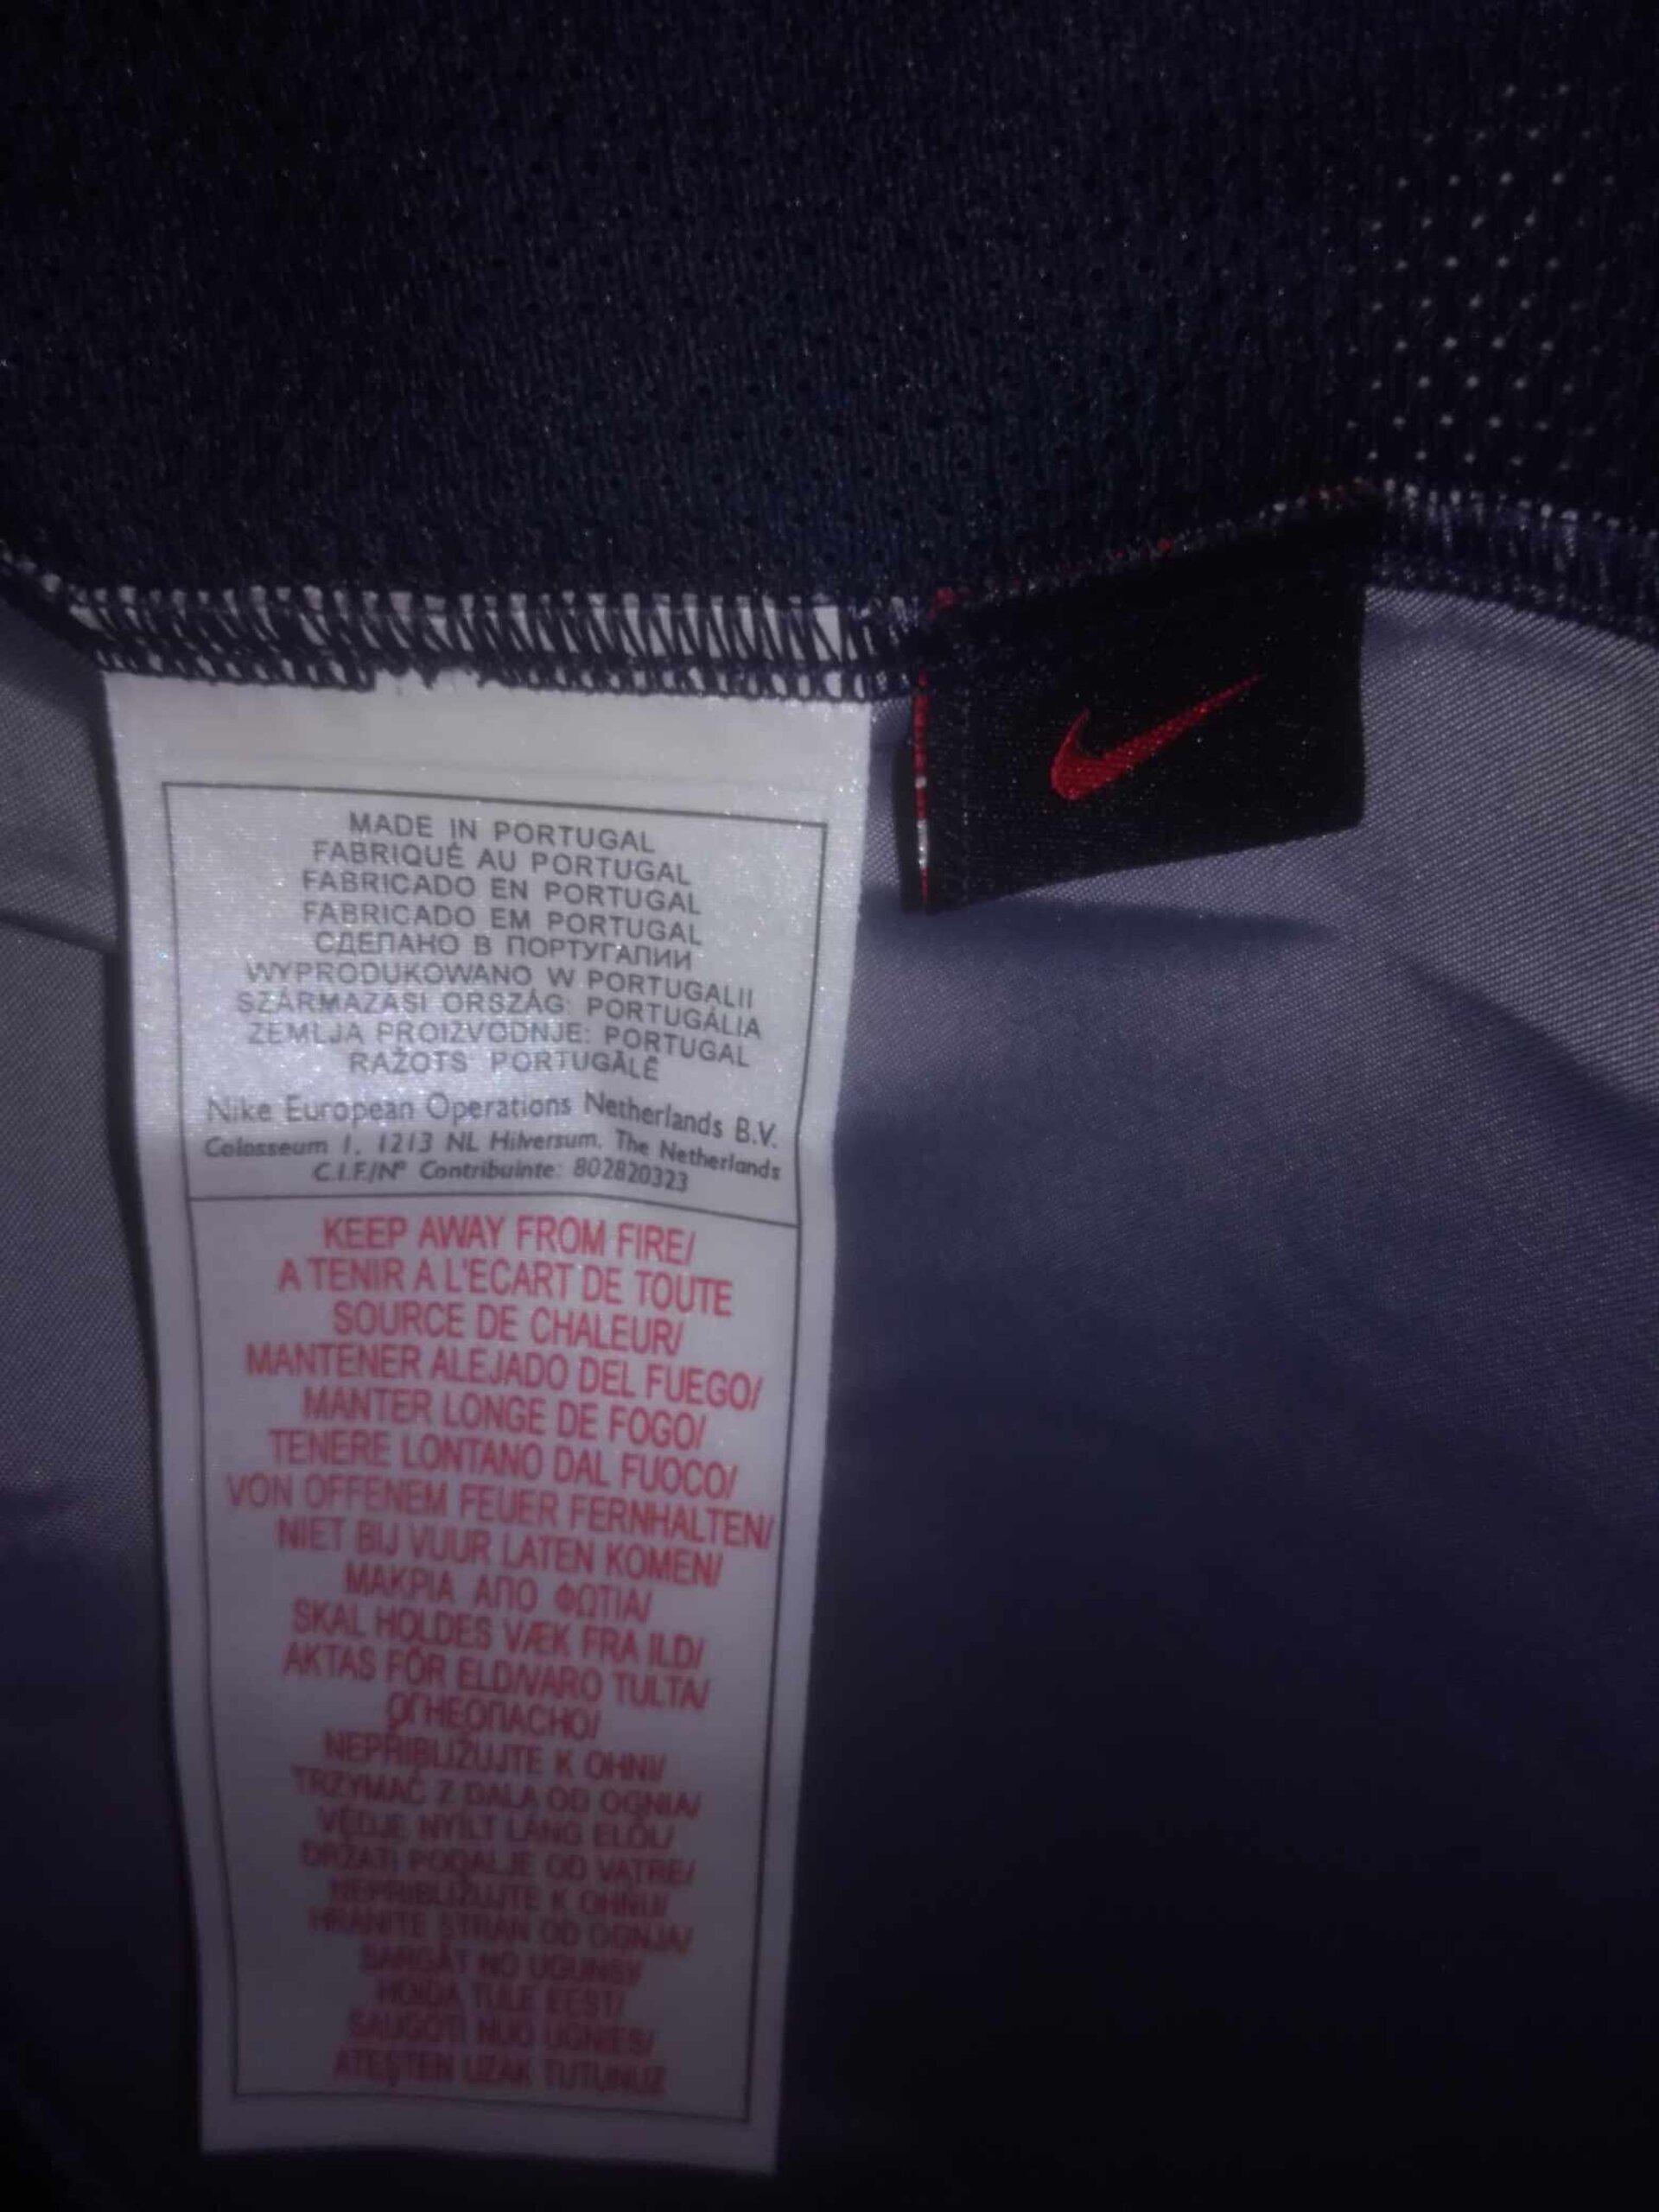 MADE IN PORTUGAL
FABRIQUÉ AU PORTUGAL
FABRICADO EN PORTUGAL
FABRICADO EM PORTUGAL
СДЕПАНО В ПОРТУГАПИИ
WYPRODUKOWANO W PORTUGALII
SZÁRMAZÁSI ORSZÁG: PORTUGÁLIA
ZEMLJA PROIZVODNJE: PORTUGAL
RAŽOTS PORTUGĀLĒ
Nike European Operations Netherlands B.V.
Colosseum 1, 1213 NL Hilversum, The Netherlands
C.I.F./Nº Contribuinte: 802820323
KEEP AWAY FROM FIRE/
A TENIR A L'ECART DE TOUTE
SOURCE DE CHALEUR/
MANTENER ALEJADO DEL FUEGO/
MANTER LONGE DE FOGO/
TENERE LONTANO DAL FUOCO/
VON OFFENEM FEUER FERNHALTEN/
NIET BIJ VUUR LATEN KOMEN/
ΜΑΚΡΙΑ ΑΠΟ ΦΩΤΙΑ/
SKAL HOLDES VÆK FRA ILD/
AKTAS FÖR ELD/VARO TULTA/
ОГНЕОПАСНО/
NEPŘIBLIŽUJTE K OHNI/
TRZYMAĆ Z DALA OD OGNIA/
VÉDJE NYÍLT LÁNG ELŐL/
DRŽATI PODALJE OD VATRE/
NEPRIBLIŽUJTE K OHŇU/
HRANITE STRAN OD OGNJA/
SARGĀT NO UGUNS/
HOIDA TULE EEST/
SAUGOTI NUO UGNIES/
ATEŞTEN UZAK TUTUNUZ